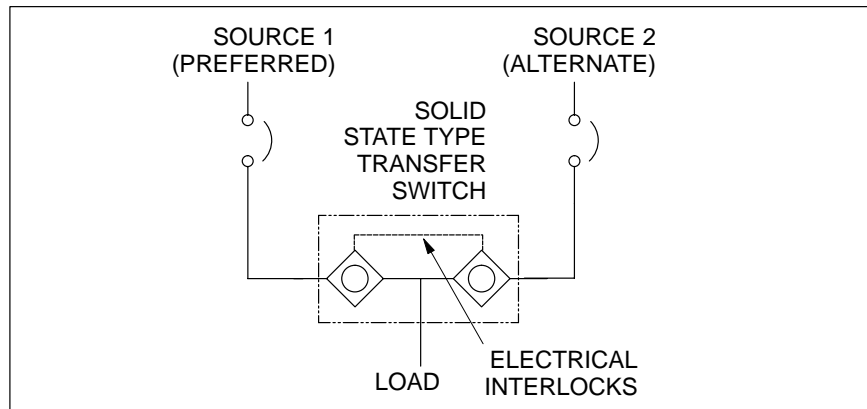 SOURCE 1
(PREFERRED)
SOURCE 2
(ALTERNATE)
SOLID
STATE TYPE
TRANSFER
SWITCH
LOAD
ELECTRICAL
INTERLOCKS